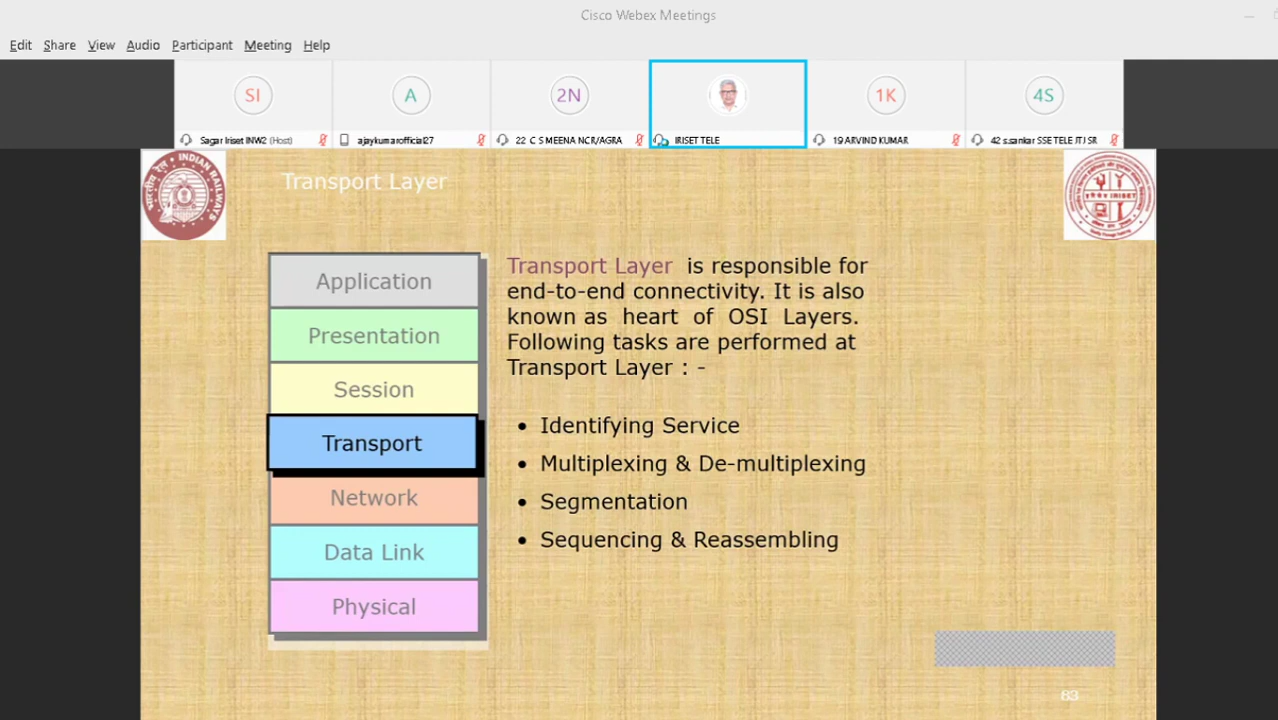 Cisco Webex Meetings
Edit Share View Audio Participant Meeting Help
SI A 2N 1K 4S
Sagar Iriset INW2 (Host) ajaykumarofficial27 22 C S MEENA NCR/AGRA IRISET TELE 19 ARVIND KUMAR 42 s.sankar SSE TELE JTJ SR
INDIAN RAILWAYS
IRISET
Transport Layer
Application
Presentation
Session
Transport
Network
Data Link
Physical
Transport Layer is responsible for
end-to-end connectivity. It is also
known as heart of OSI Layers.
Following tasks are performed at
Transport Layer : -
• Identifying Service
• Multiplexing & De-multiplexing
• Segmentation
• Sequencing & Reassembling
63